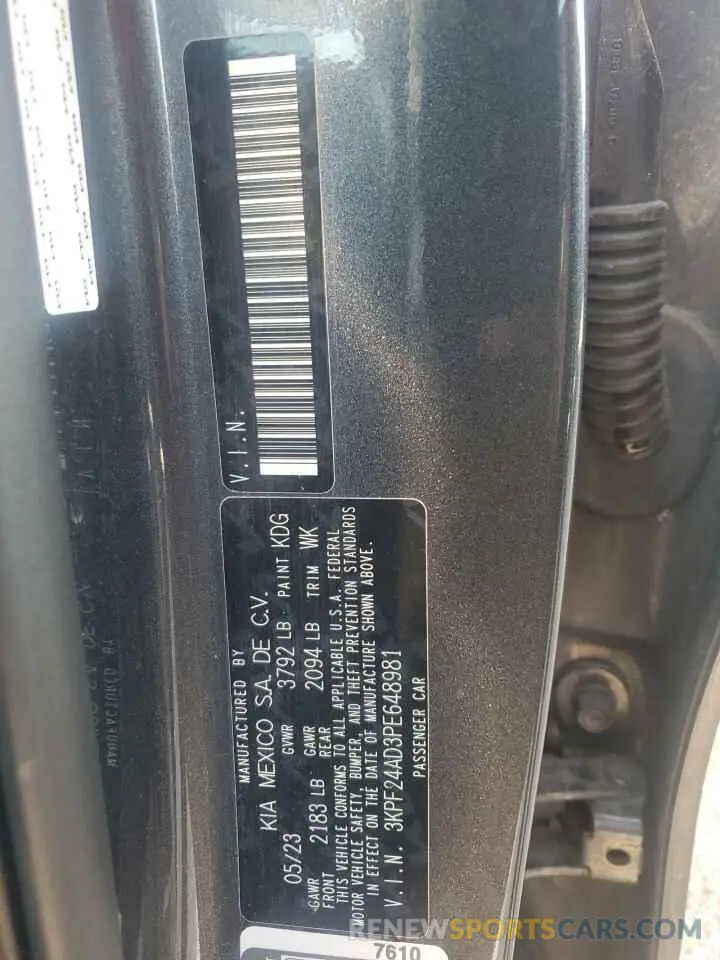 V.I.N.
MANUFACTURED BY
KIA MEXICO S.A. DE C.V.
05/23 GVWR 3792 LB PAINT KDG
GAWR FRONT 2183 LB GAWR REAR 2094 LB TRIM WK
THIS VEHICLE CONFORMS TO ALL APPLICABLE U.S.A. FEDERAL
MOTOR VEHICLE SAFETY, BUMPER, AND THEFT PREVENTION STANDARDS
IN EFFECT ON THE DATE OF MANUFACTURE SHOWN ABOVE.
V.I.N. 3KPF24AD3PE648981
PASSENGER CAR
7610
RENEWSPORTSCARS.COM